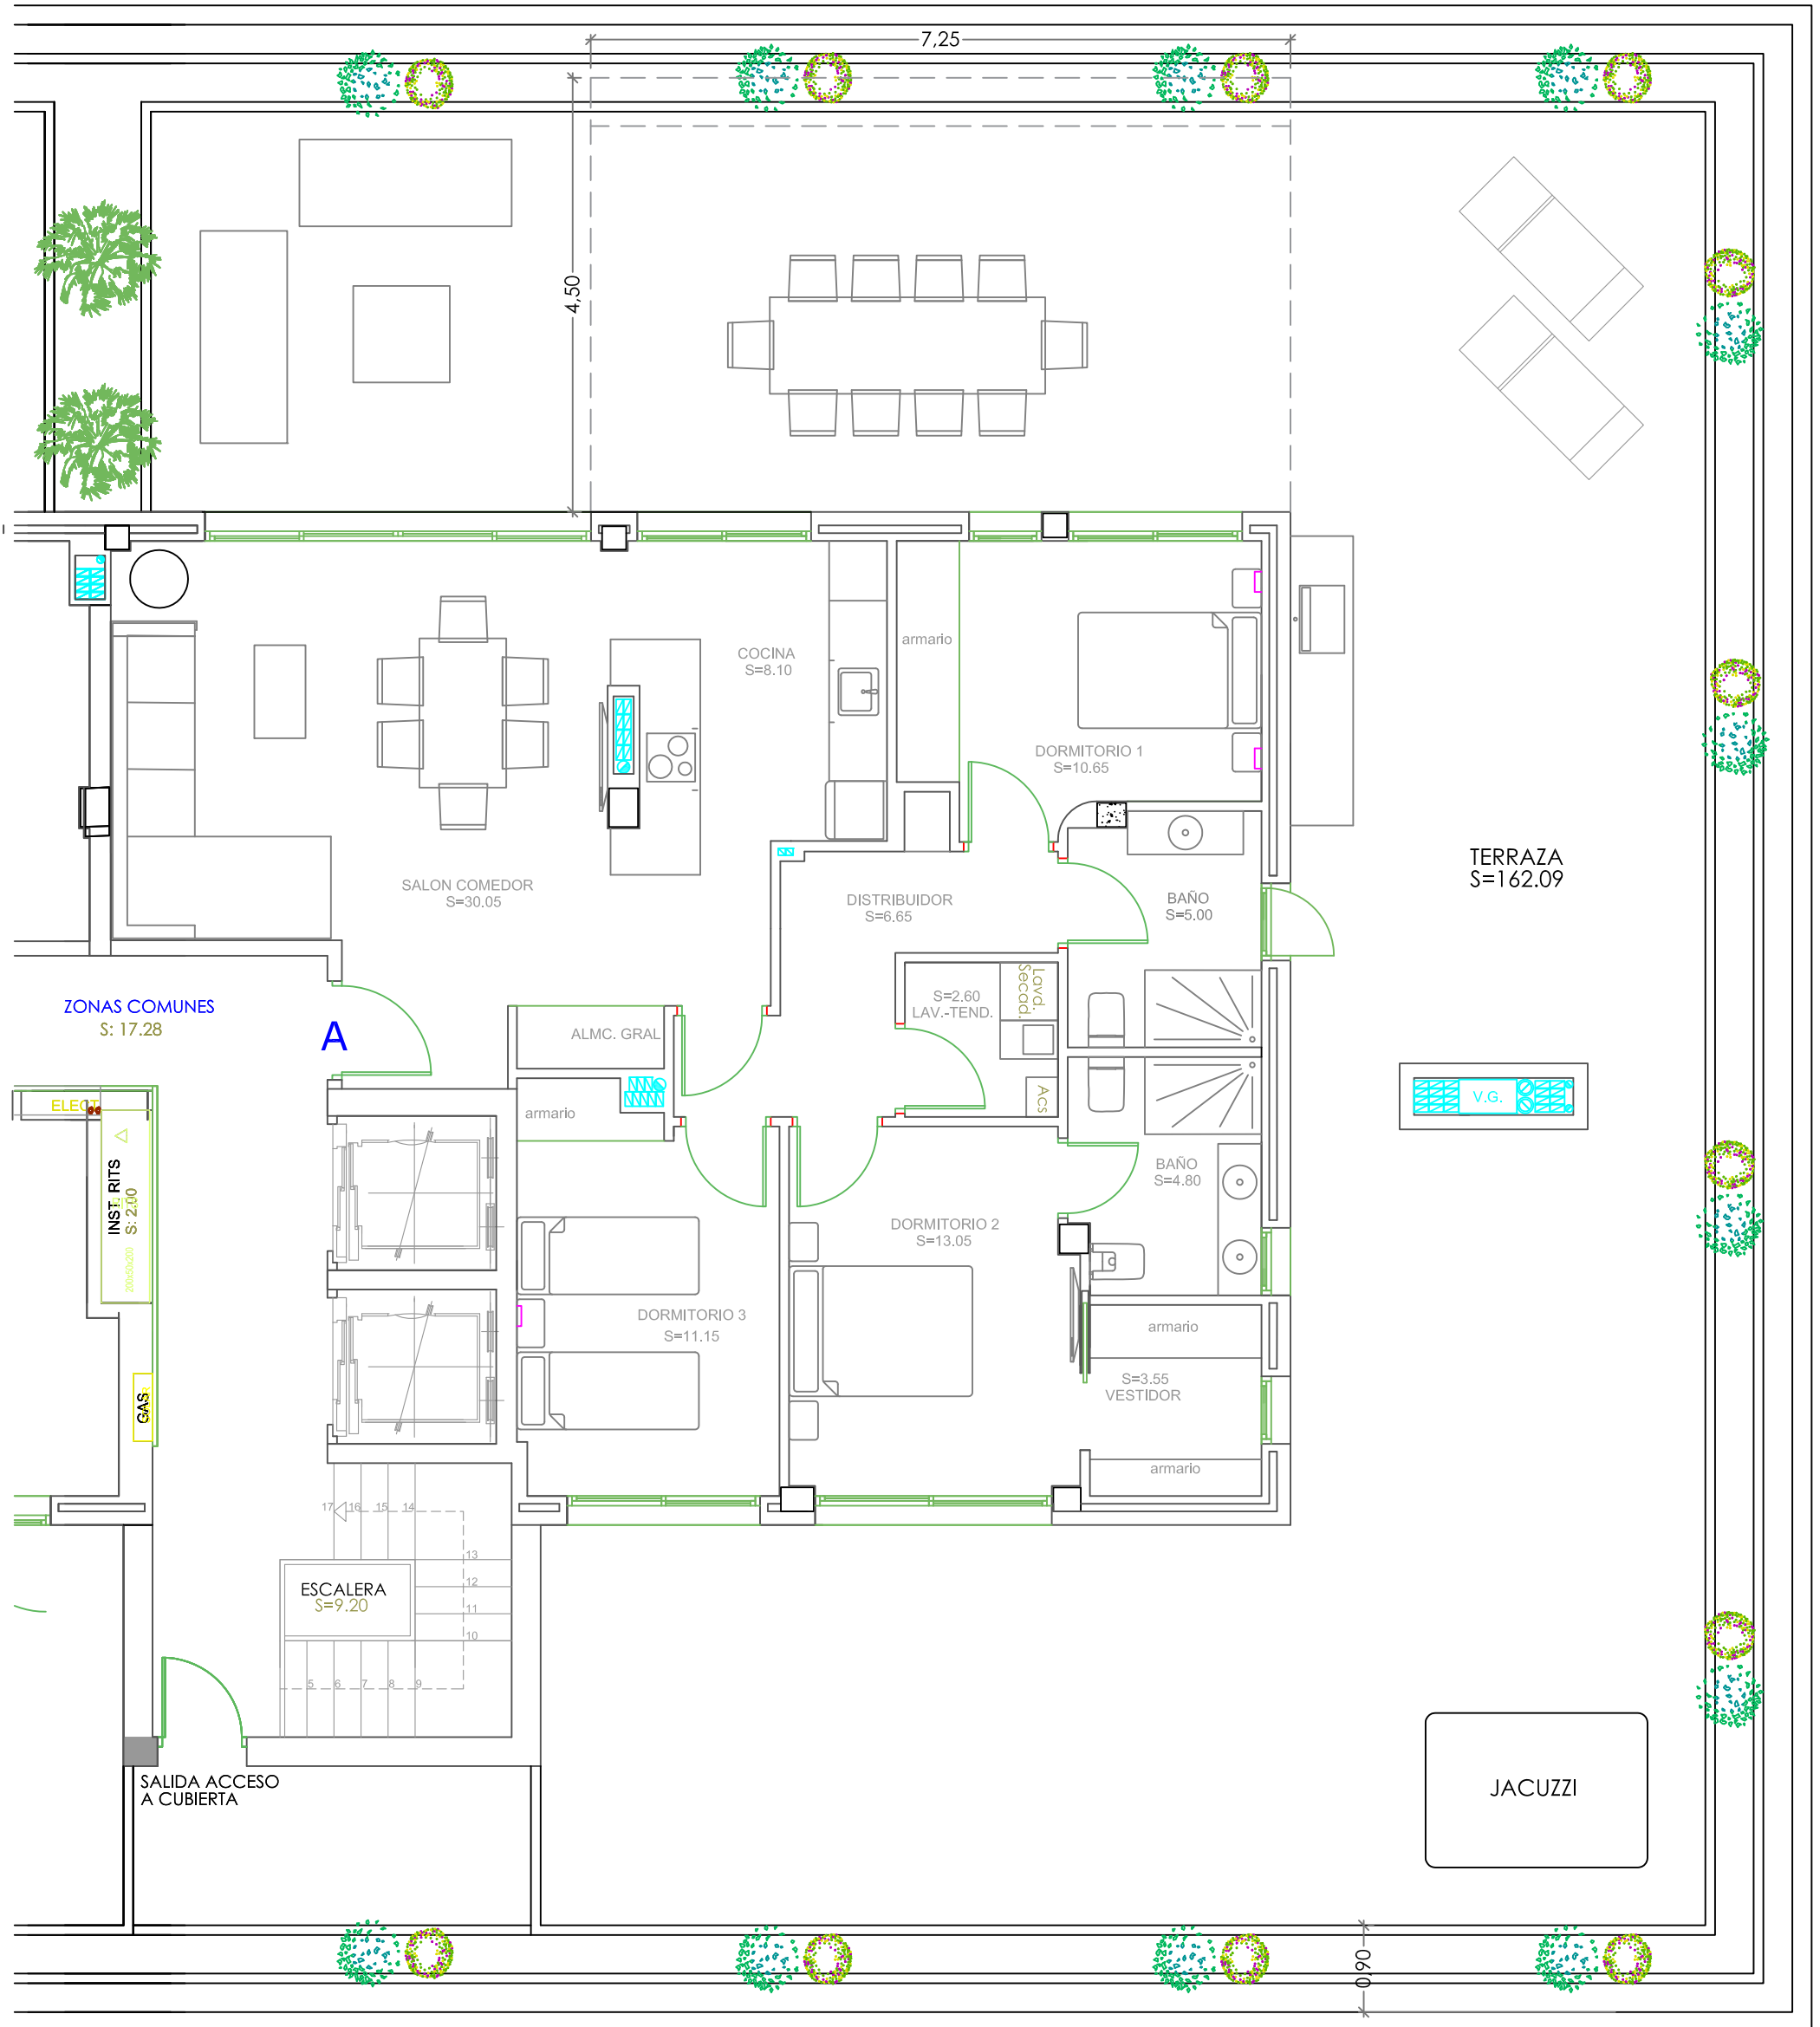 7,25
4,50
COCINA
S=8.10
armario
DORMITORIO 1
S=10.65
SALON COMEDOR
S=30.05
DISTRIBUIDOR
S=6.65
BAÑO
S=5.00
TERRAZA
S=162.09
ZONAS COMUNES
S: 17.28
A
ALMC. GRAL
S=2.60
LAV.-TEND.
Lavd.
Secad.
Acs
armario
V.G.
ELECT
INST. RITS
S: 2.00
200x50x200
BAÑO
S=4.80
DORMITORIO 2
S=13.05
DORMITORIO 3
S=11.15
armario
S=3.55
VESTIDOR
armario
GAS
17
16
15
14
13
12
11
10
ESCALERA
S=9.20
5
6
7
8
9
SALIDA ACCESO
A CUBIERTA
JACUZZI
0,90